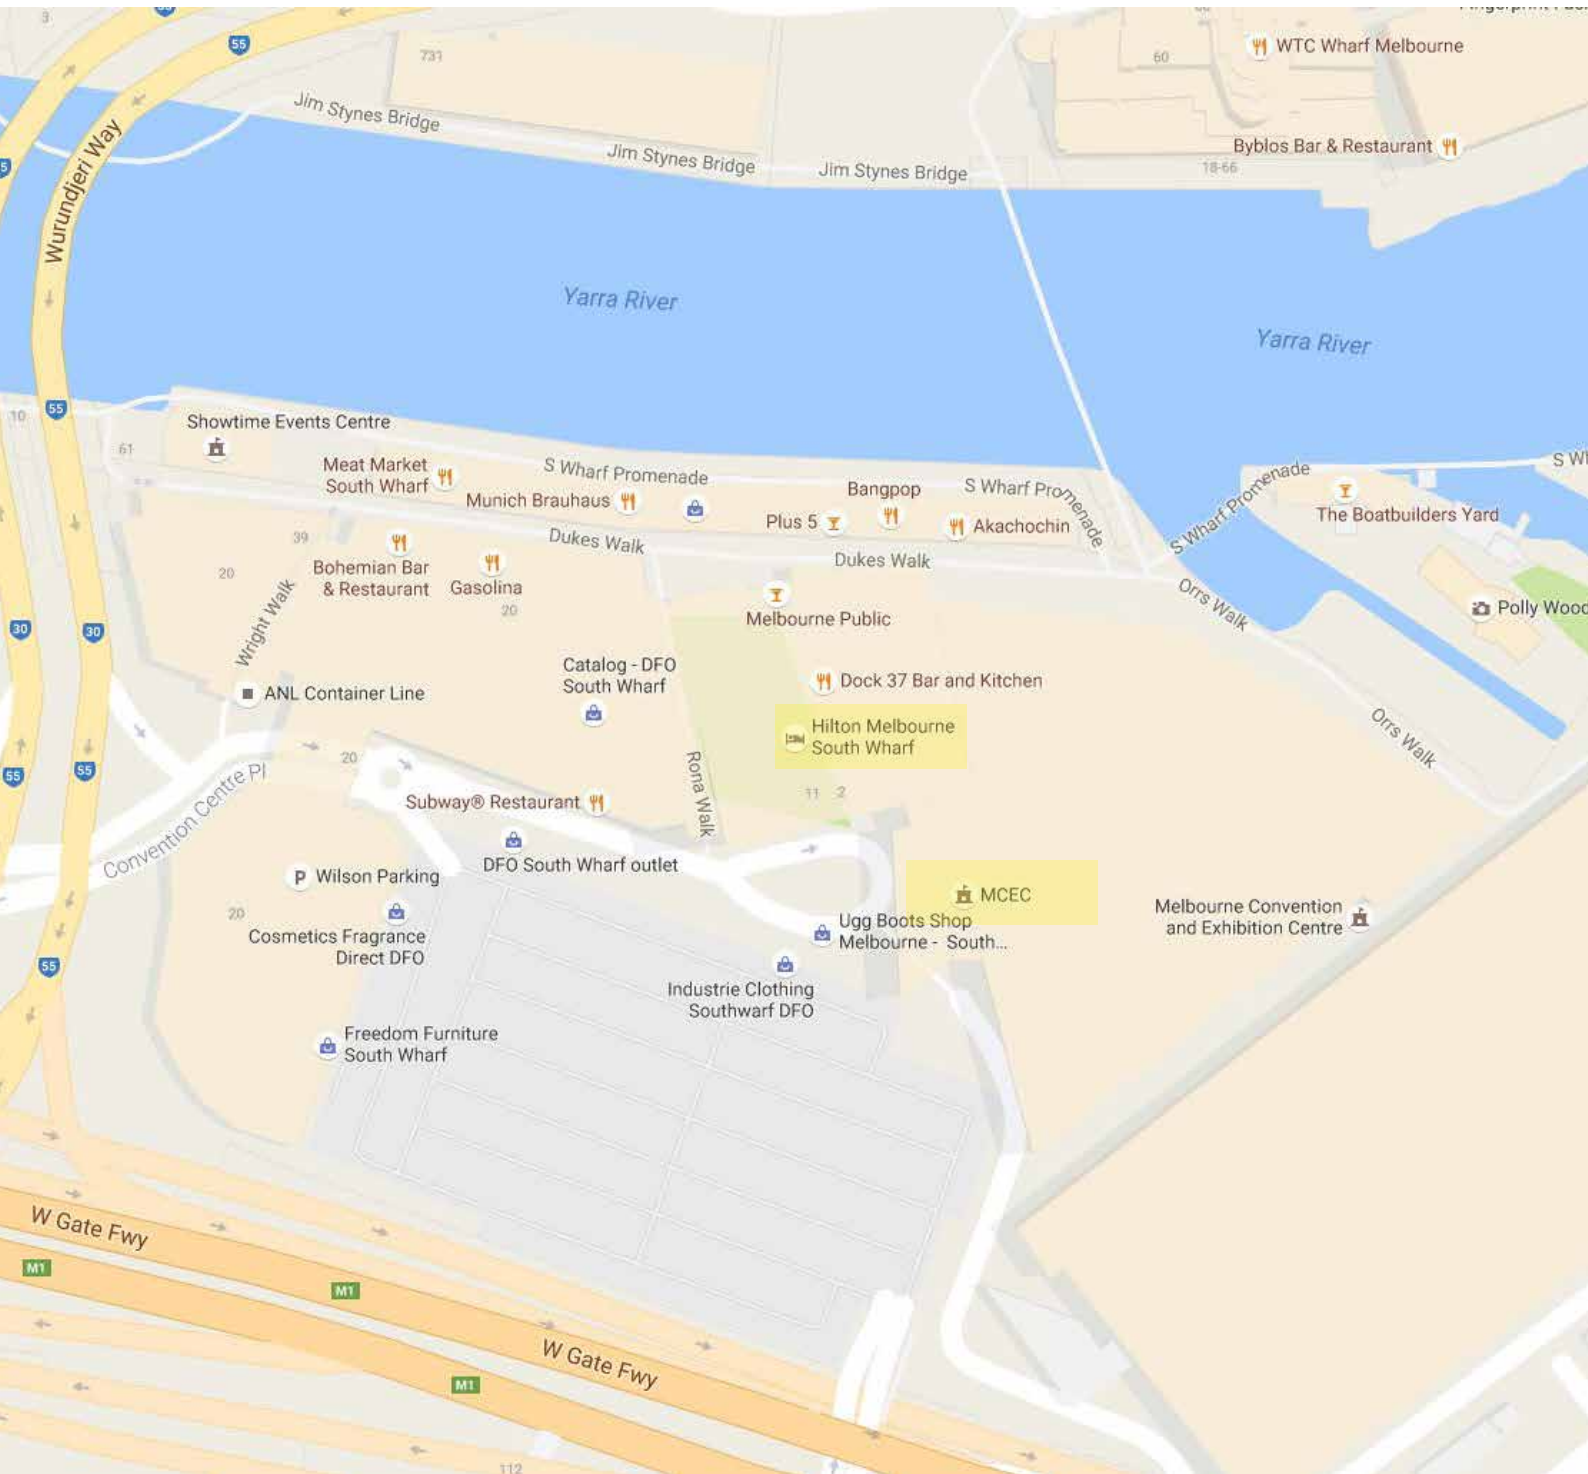 3
55
731
60
WTC Wharf Melbourne
Jim Stynes Bridge
Jim Stynes Bridge
Jim Stynes Bridge
Byblos Bar & Restaurant
18-66
Wurundjeri Way
Yarra River
Yarra River
10
55
Showtime Events Centre
61
Meat Market
South Wharf
S Wharf Promenade
Munich Brauhaus
Bangpop
S Wharf Promenade
S Wharf Promenade
Plus 5
Akachochin
The Boatbuilders Yard
39
Dukes Walk
Dukes Walk
20
Bohemian Bar
& Restaurant
Gasolina
20
Orrs Walk
Polly Wood
Melbourne Public
30
30
Wright Walk
Catalog - DFO
South Wharf
Dock 37 Bar and Kitchen
ANL Container Line
Hilton Melbourne
South Wharf
Orrs Walk
55
55
20
Convention Centre Pl
Rona Walk
11
2
Subway® Restaurant
DFO South Wharf outlet
P Wilson Parking
MCEC
20
Cosmetics Fragrance
Direct DFO
Ugg Boots Shop
Melbourne - South...
Melbourne Convention
and Exhibition Centre
55
Industrie Clothing
Southwarf DFO
Freedom Furniture
South Wharf
W Gate Fwy
M1
M1
W Gate Fwy
M1
112